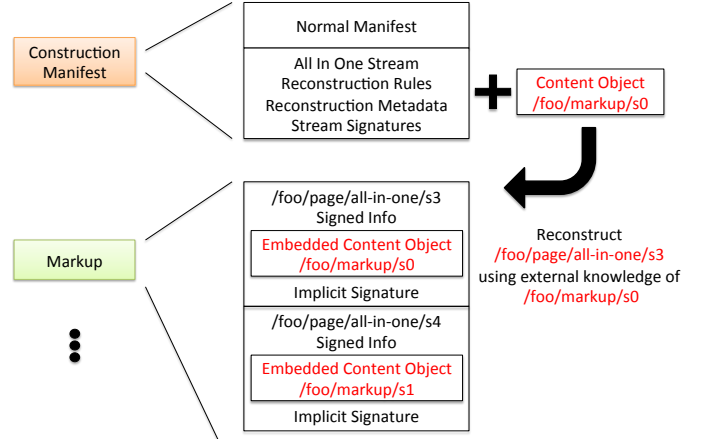 Construction
Manifest
Normal Manifest
All In One Stream
Reconstruction Rules
Reconstruction Metadata
Stream Signatures
Content Object
/foo/markup/s0
Markup
/foo/page/all-in-one/s3
Signed Info
Embedded Content Object
/foo/markup/s0
Implicit Signature
/foo/page/all-in-one/s4
Signed Info
Embedded Content Object
/foo/markup/s1
Implicit Signature
Reconstruct
/foo/page/all-in-one/s3
using external knowledge of
/foo/markup/s0